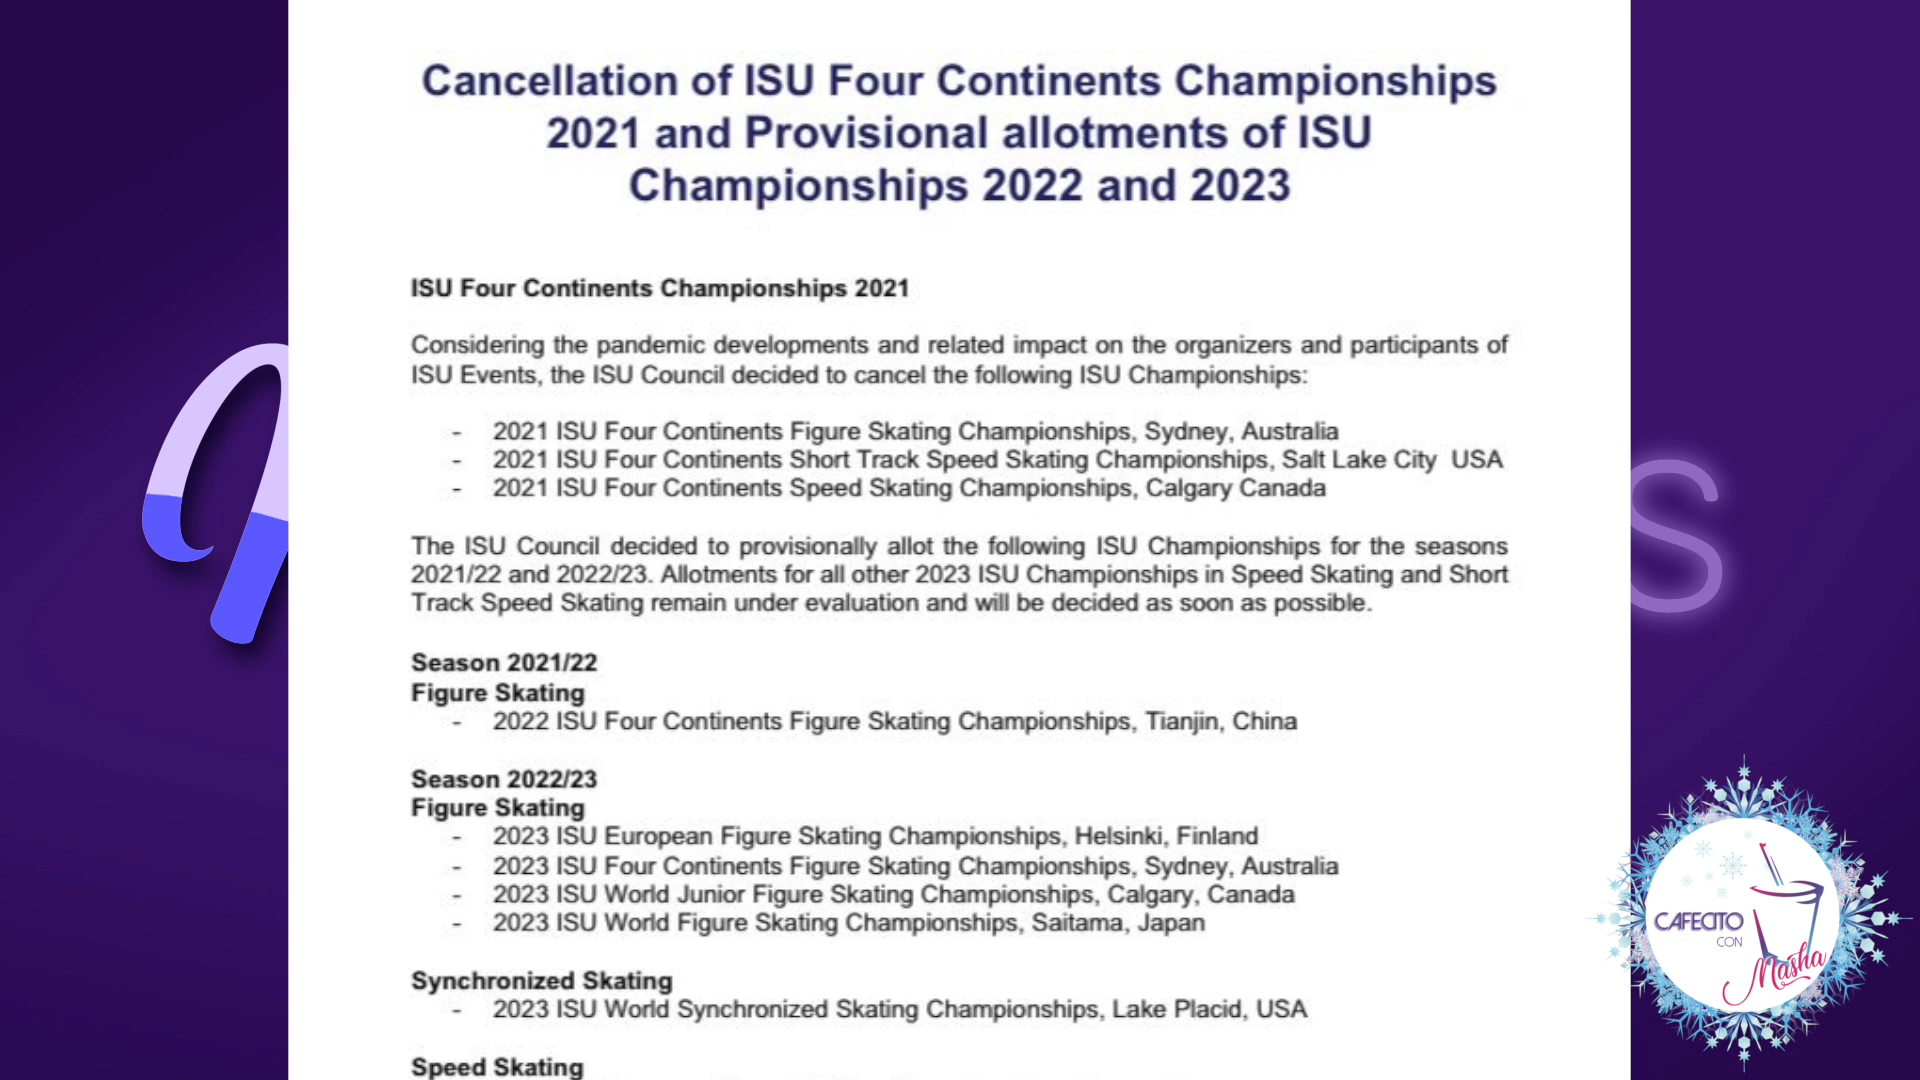 Cancellation of ISU Four Continents Championships
2021 and Provisional allotments of ISU
Championships 2022 and 2023
ISU Four Continents Championships 2021
Considering the pandemic developments and related impact on the organizers and participants of
ISU Events, the ISU Council decided to cancel the following ISU Championships:
- 2021 ISU Four Continents Figure Skating Championships, Sydney, Australia
- 2021 ISU Four Continents Short Track Speed Skating Championships, Salt Lake City USA
- 2021 ISU Four Continents Speed Skating Championships, Calgary Canada
The ISU Council decided to provisionally allot the following ISU Championships for the seasons
2021/22 and 2022/23. Allotments for all other 2023 ISU Championships in Speed Skating and Short
Track Speed Skating remain under evaluation and will be decided as soon as possible.
Season 2021/22
Figure Skating
- 2022 ISU Four Continents Figure Skating Championships, Tianjin, China
Season 2022/23
Figure Skating
- 2023 ISU European Figure Skating Championships, Helsinki, Finland
- 2023 ISU Four Continents Figure Skating Championships, Sydney, Australia
- 2023 ISU World Junior Figure Skating Championships, Calgary, Canada
- 2023 ISU World Figure Skating Championships, Saitama, Japan
Synchronized Skating
- 2023 ISU World Synchronized Skating Championships, Lake Placid, USA
Speed Skating
s
CAFECITO
CON
Masha